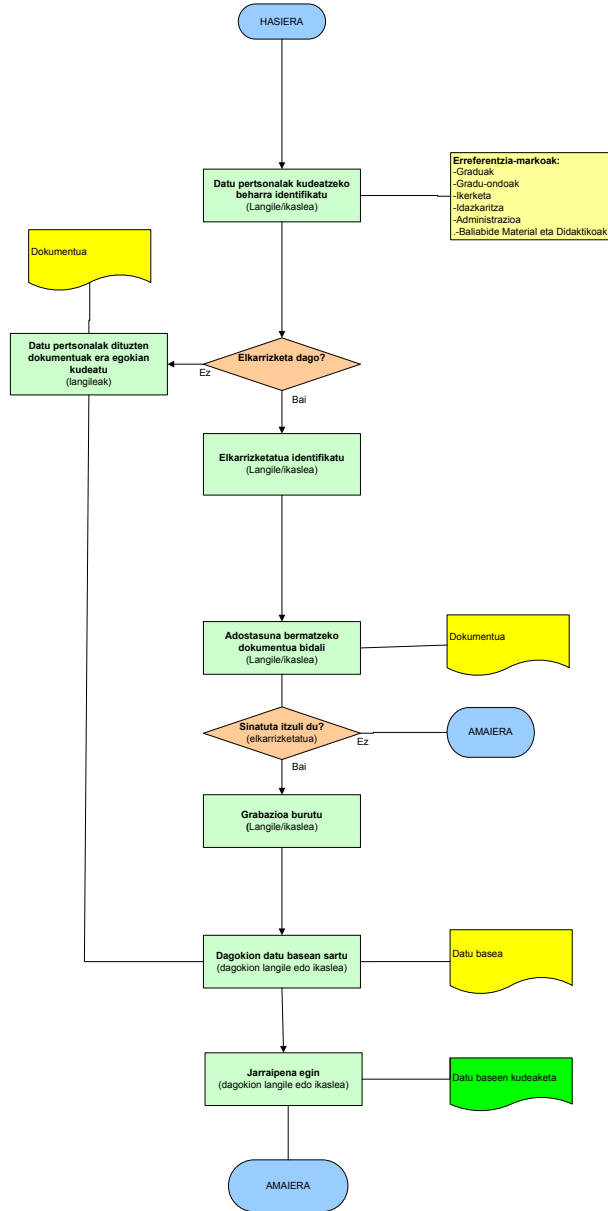 HASIERA
Datu pertsonalak kudeatzeko
beharra identifikatu
(Langile/ikaslea)
Erreferentzia-markoak:
-Graduak
-Gradu-ondoak
-Ikerketa
-Idazkaritza
-Administrazioa
.-Baliabide Material eta Didaktikoak
Dokumentua
Datu pertsonalak dituzten
dokumentuak era egokian
kudeatu
(langileak)
Elkarrizketa dago?
Ez
Bai
Elkarrizketatua identifikatu
(Langile/ikaslea)
Adostasuna bermatzeko
dokumentua bidali
(Langile/ikaslea)
Dokumentua
Sinatuta itzuli du?
(elkarrizketatua)
Ez
AMAIERA
Bai
Grabazioa burutu
(Langile/ikaslea)
Dagokion datu basean sartu
(dagokion langile edo ikaslea)
Datu basea
Jarraipena egin
(dagokion langile edo ikaslea)
Datu baseen kudeaketa
AMAIERA